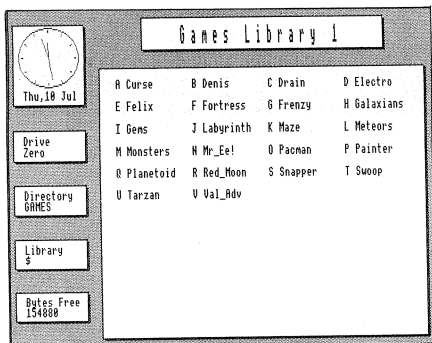 Games Library 1
Thu,10 Jul
A Curse B Denis C Drain D Electro
E Felix F Fortress G Frenzy H Galaxians
I Gems J Labyrinth K Maze L Meteors
M Monsters N Mr_Ee! O Pacman P Painter
Q Planetoid R Red_Moon S Snapper T Swoop
U Tarzan V Val_Adv
Drive
Zero
Directory
GAMES
Library
$
Bytes Free
154880